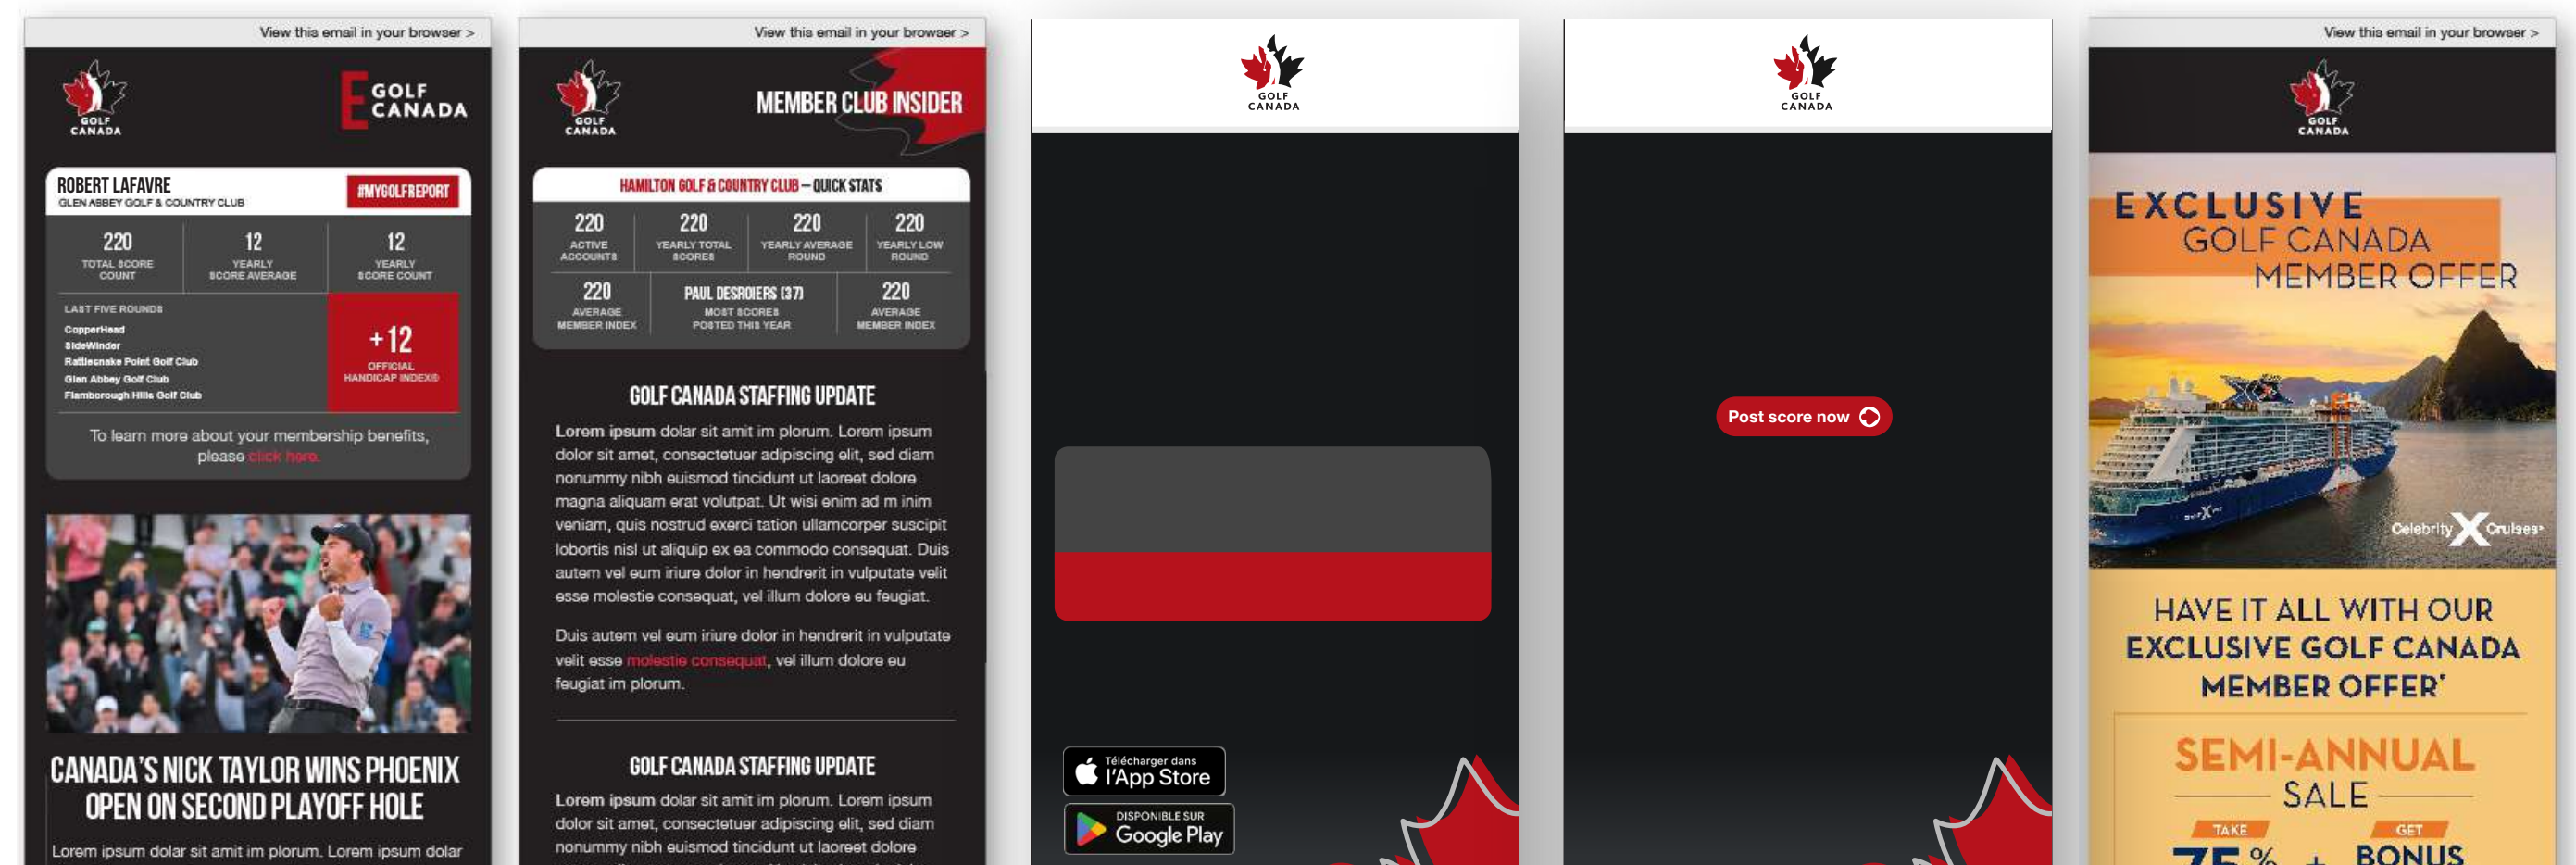 View this email in your browser >
GOLF
CANADA
E GOLF
CANADA
ROBERT LAFAVRE
GLEN ABBEY GOLF & COUNTRY CLUB
#MYGOLFREPORT
220
TOTAL SCORE
COUNT
12
YEARLY
SCORE AVERAGE
12
YEARLY
SCORE COUNT
LAST FIVE ROUNDS
CopperHead
SideWinder
Rattlesnake Point Golf Club
Glen Abbey Golf Club
Flamborough Hills Golf Club
+12
OFFICIAL
HANDICAP INDEX®
To learn more about your membership benefits,
please click here.
CANADA'S NICK TAYLOR WINS PHOENIX
OPEN ON SECOND PLAYOFF HOLE
Lorem ipsum dolar sit amit im plorum. Lorem ipsum dolar
View this email in your browser >
GOLF
CANADA
MEMBER CLUB INSIDER
HAMILTON GOLF & COUNTRY CLUB – QUICK STATS
220
ACTIVE
ACCOUNTS
220
YEARLY TOTAL
SCORES
220
YEARLY AVERAGE
ROUND
220
YEARLY LOW
ROUND
220
AVERAGE
MEMBER INDEX
PAUL DESROIERS (37)
MOST SCORES
POSTED THIS YEAR
220
AVERAGE
MEMBER INDEX
GOLF CANADA STAFFING UPDATE
Lorem ipsum dolar sit amit im plorum. Lorem ipsum
dolor sit amet, consectetuer adipiscing elit, sed diam
nonummy nibh euismod tincidunt ut laoreet dolore
magna aliquam erat volutpat. Ut wisi enim ad m inim
veniam, quis nostrud exerci tation ullamcorper suscipit
lobortis nisl ut aliquip ex ea commodo consequat. Duis
autem vel eum iriure dolor in hendrerit in vulputate velit
esse molestie consequat, vel illum dolore eu feugiat.
Duis autem vel eum iriure dolor in hendrerit in vulputate
velit esse molestie consequat, vel illum dolore eu
feugiat im plorum.
GOLF CANADA STAFFING UPDATE
Lorem ipsum dolar sit amit im plorum. Lorem ipsum
dolor sit amet, consectetuer adipiscing elit, sed diam
nonummy nibh euismod tincidunt ut laoreet dolore
GOLF
CANADA
Télécharger dans
l'App Store
DISPONIBLE SUR
Google Play
GOLF
CANADA
Post score now
View this email in your browser >
GOLF
CANADA
EXCLUSIVE
GOLF CANADA
MEMBER OFFER
Celebrity X Cruises
HAVE IT ALL WITH OUR
EXCLUSIVE GOLF CANADA
MEMBER OFFER*
SEMI-ANNUAL
SALE
TAKE
75%
+
GET
BONUS